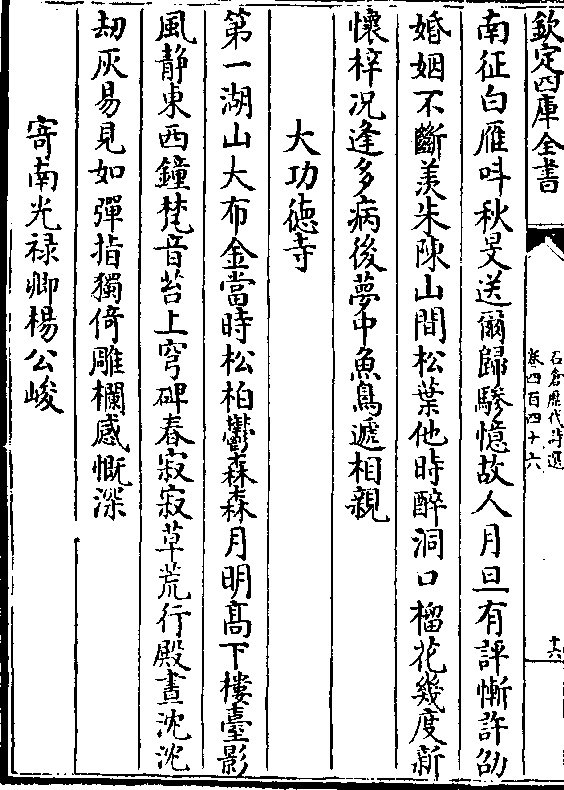 欽定四庫全書
石倉歷代詩選
卷四百四十六
十六
南征白雁呌秋旻送爾歸驂憶故人月旦有評慚許劭
婚姻不斷羡朱陳山間松葉他時醉洞口榴花幾度新
懷梓况逢多病後夢中魚鳥遞相親
大功德寺
第一湖山大布金當時松柏鬱森森月明髙下樓臺影
風靜東西鐘梵音苔上穹碑春寂寂草荒行殿晝沈沈
刼灰易見如彈指獨倚雕欄感慨深
寄南光禄卿楊公峻